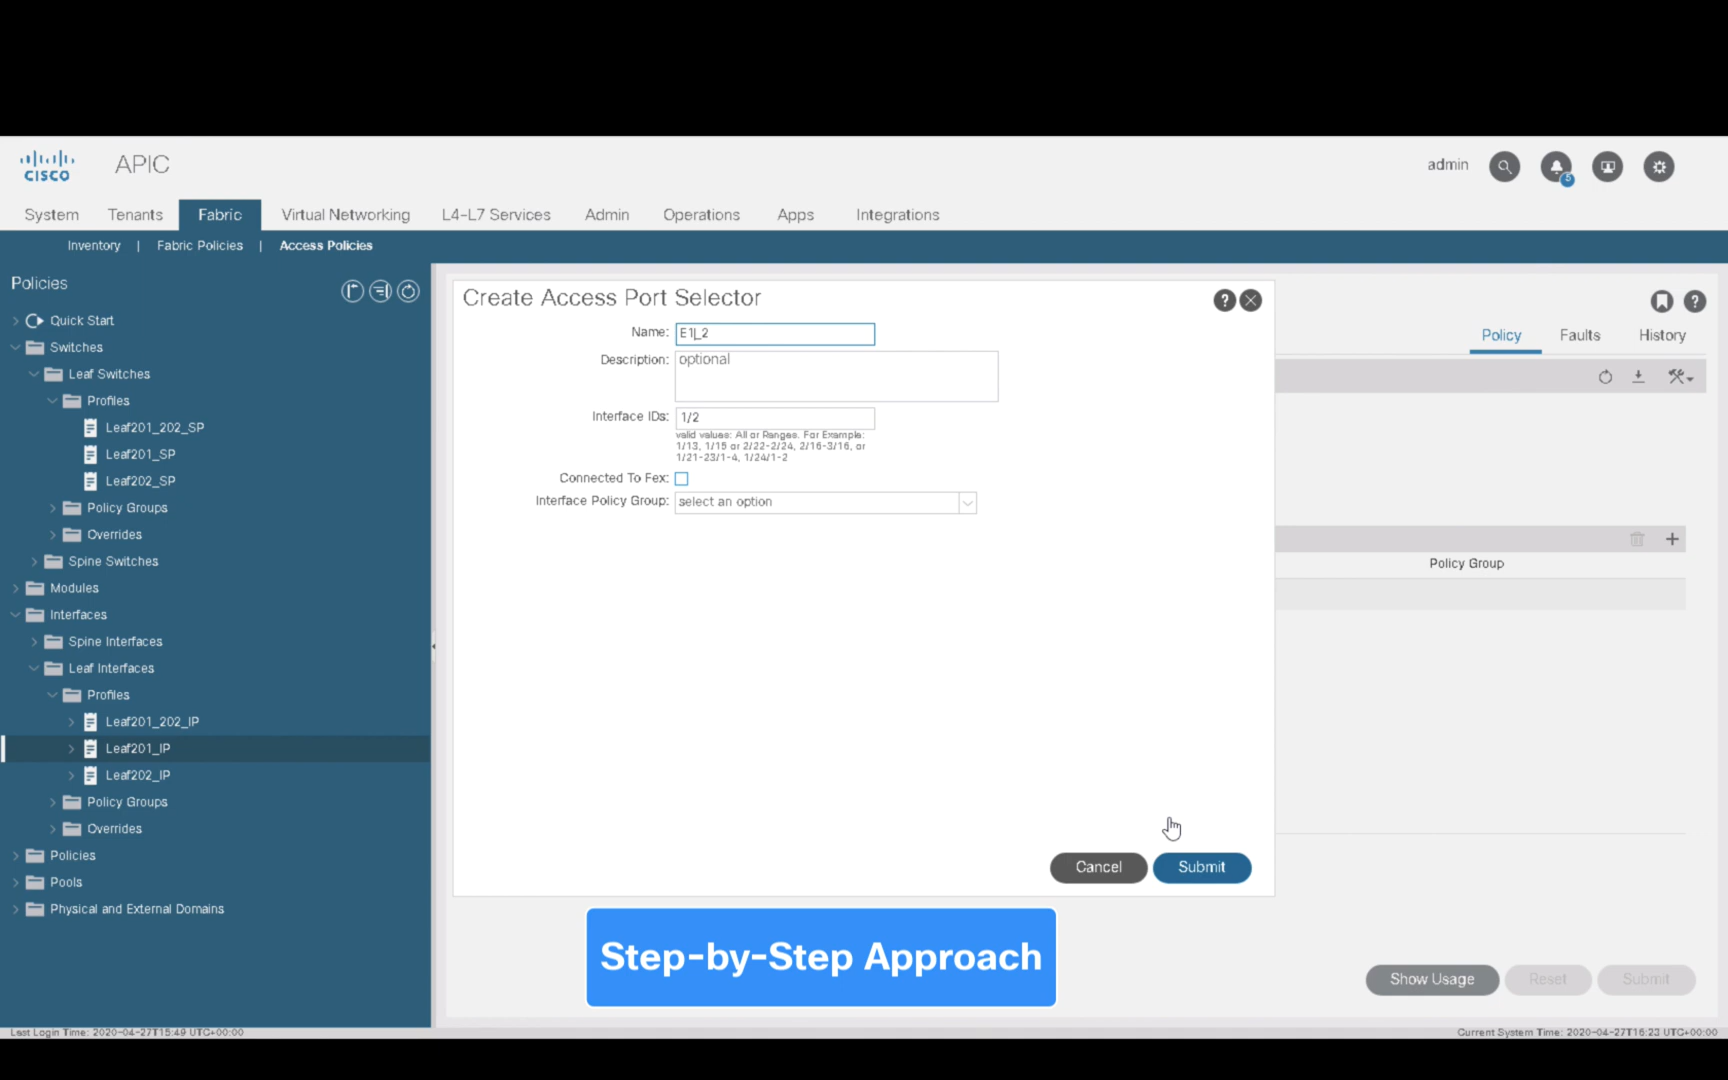 CISCO
APIC
admin
5
System Tenants Fabric Virtual Networking L4-L7 Services Admin Operations Apps Integrations
Inventory | Fabric Policies | Access Policies
Policies
Quick Start
Switches
Leaf Switches
Profiles
Leaf201_202_SP
Leaf201_SP
Leaf202_SP
Policy Groups
Overrides
Spine Switches
Modules
Interfaces
Spine Interfaces
Leaf Interfaces
Profiles
Leaf201_202_IP
Leaf201_IP
Leaf202_IP
Policy Groups
Overrides
Policies
Pools
Physical and External Domains
Create Access Port Selector
Name: E1_2
Description: optional
Interface IDs: 1/2
valid values: All or Ranges. For Example:
1/13, 1/15 or 2/22-2/24, 2/16-3/16, or
1/21-23/1-4, 1/24/1-2
Connected To Fex:
Interface Policy Group: select an option
Cancel Submit
Policy Faults History
Policy Group
Step-by-Step Approach
Show Usage Reset Submit
Last Login Time: 2020-04-27T15:49 UTC+00:00
Current System Time: 2020-04-27T16:23 UTC+00:00